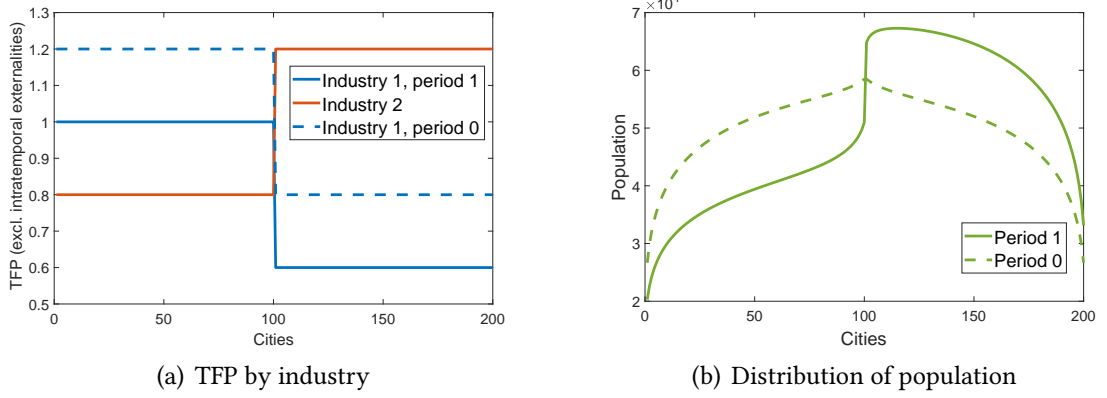 1.3
1.2
1.1
1
0.9
0.8
0.7
0.6
0.5
0
50
100
150
200
TFP (excl. intratemporal externalities)
Cities
Industry 1, period 1
Industry 2
Industry 1, period 0
(a) TFP by industry
7
6
5
4
3
2
0
50
100
150
200
Population
Cities
Period 1
Period 0
(b) Distribution of population